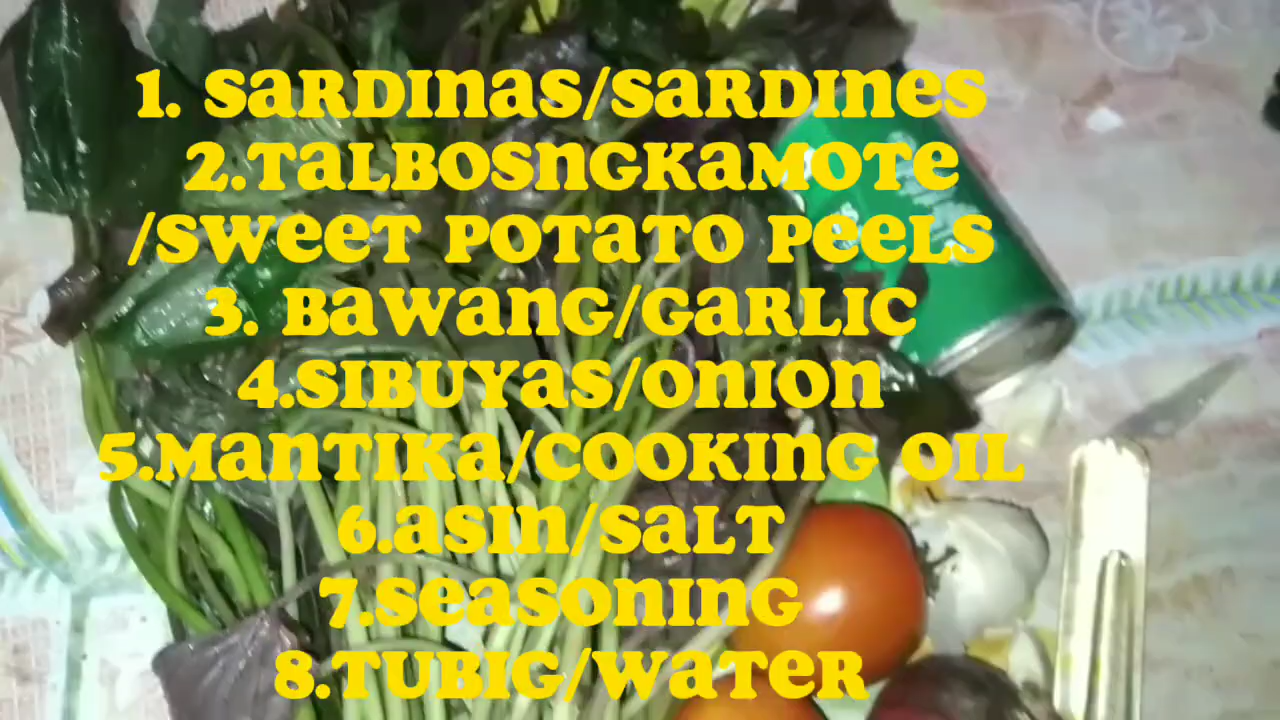 1. SARDINAS/SARDINES
2.TALBOSNGKAMOTE
/SWEET POTATO PEELS
3. BAWANG/GARLIC
4.SIBUYAS/ONION
5.MANTIKA/COOKING OIL
6.ASIN/SALT
7.SEASONING
8.TUBIG/WATER